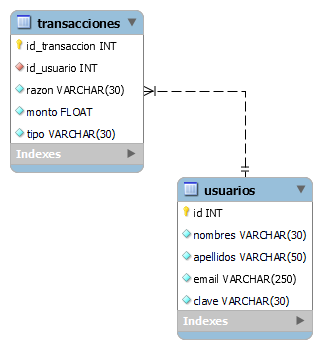 transacciones
id_transaccion INT
id_usuario INT
razon VARCHAR(30)
monto FLOAT
tipo VARCHAR(30)
Indexes
usuarios
id INT
nombres VARCHAR(30)
apellidos VARCHAR(50)
email VARCHAR(250)
clave VARCHAR(30)
Indexes